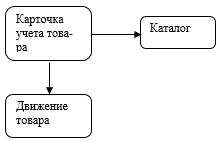 Карточка
учета това-
ра
Каталог
Движение
товара